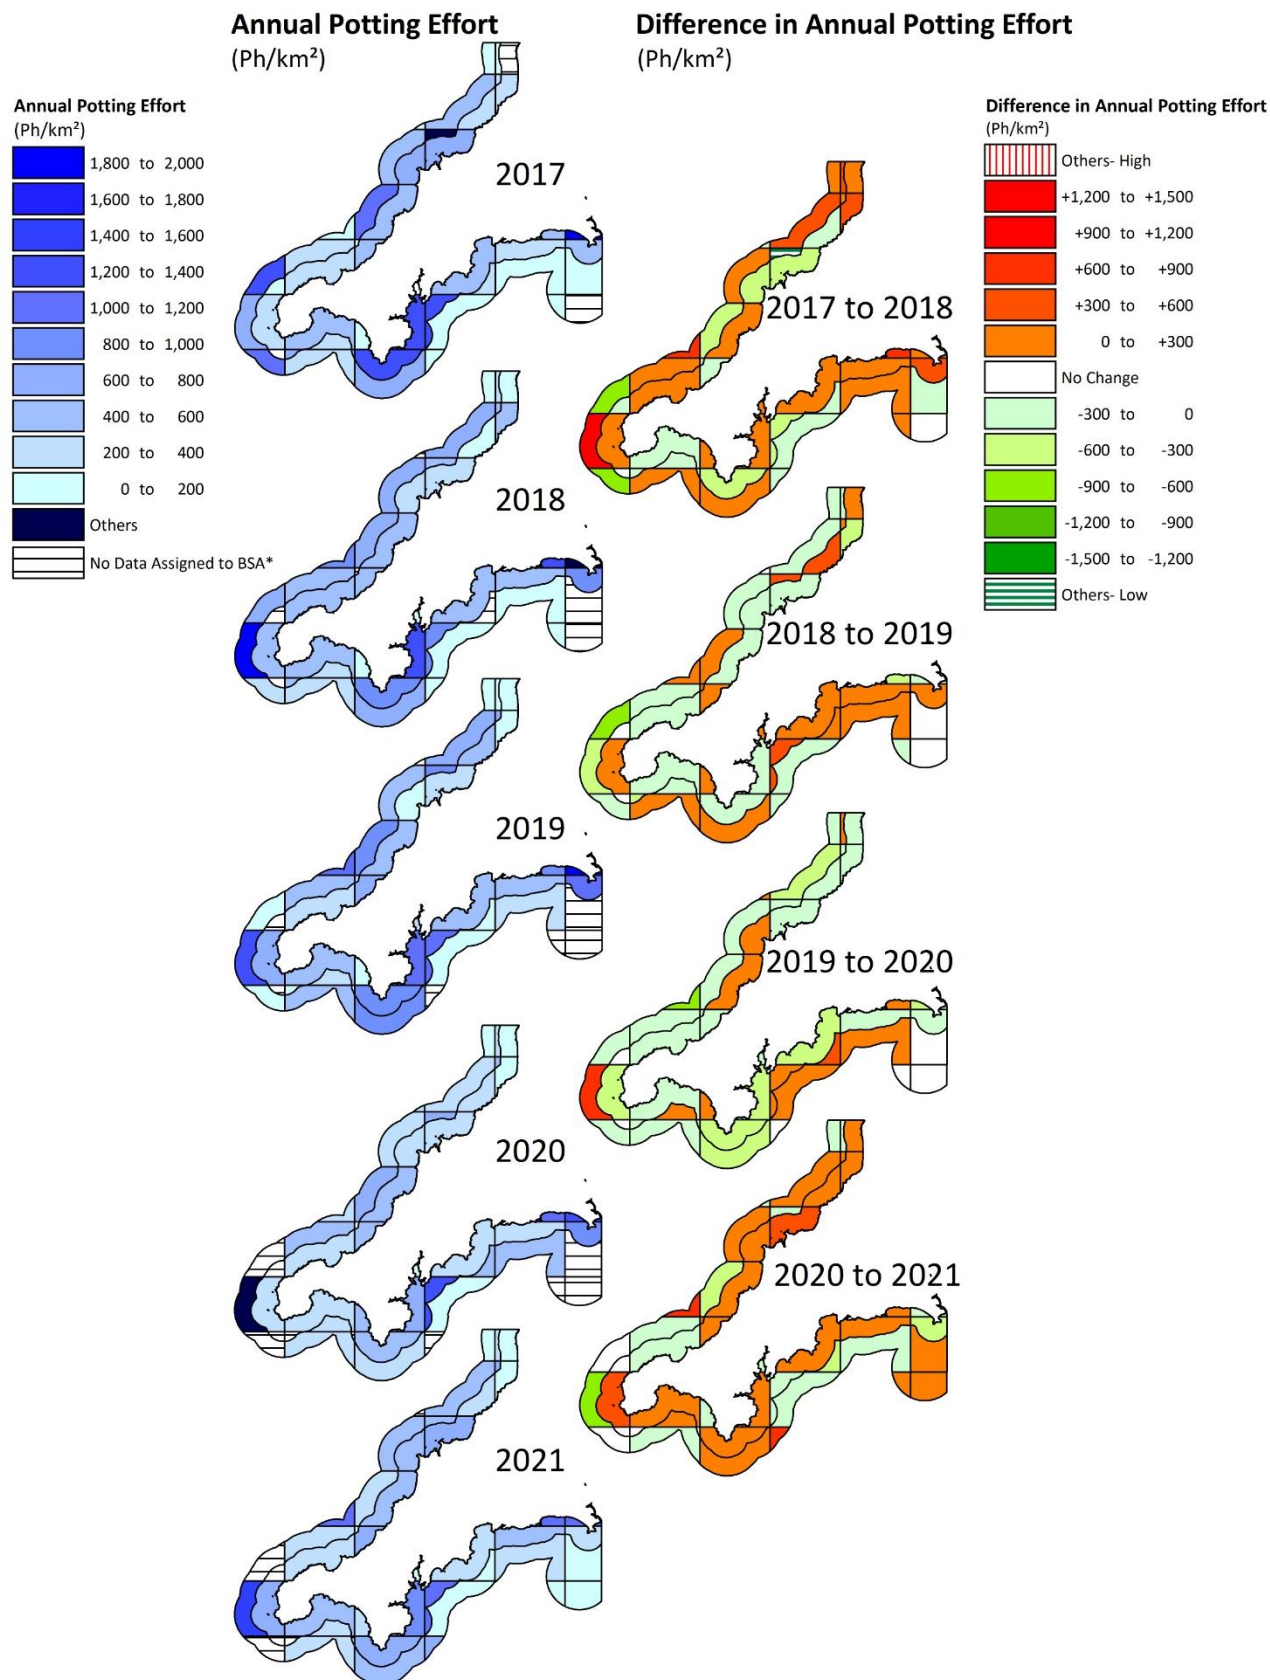 Annual Potting Effort
(Ph/km²)
Difference in Annual Potting Effort
(Ph/km²)
Annual Potting Effort
(Ph/km²)
1,800 to 2,000
1,600 to 1,800
1,400 to 1,600
1,200 to 1,400
1,000 to 1,200
800 to 1,000
600 to 800
400 to 600
200 to 400
0 to 200
Others
No Data Assigned to BSA*
2017
2018
2019
2020
2021
2017 to 2018
2018 to 2019
2019 to 2020
2020 to 2021
Difference in Annual Potting Effort
(Ph/km²)
Others- High
+1,200 to +1,500
+900 to +1,200
+600 to +900
+300 to +600
0 to +300
No Change
-300 to 0
-600 to -300
-900 to -600
-1,200 to -900
-1,500 to -1,200
Others- Low